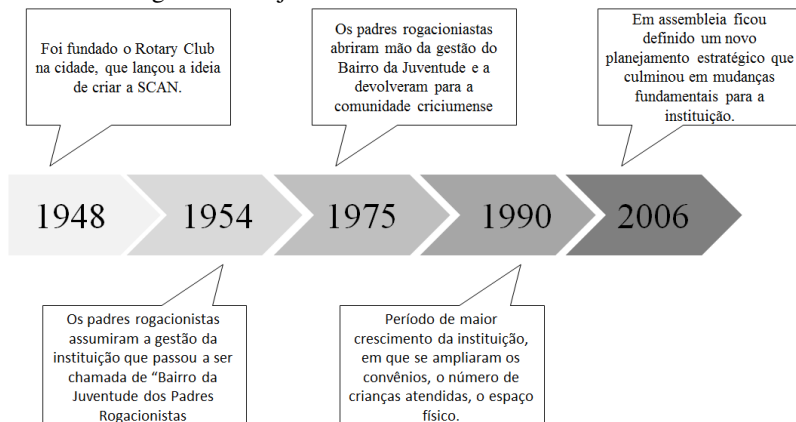 Foi fundado o Rotary Club
na cidade, que lançou a ideia
de criar a SCAN.
Os padres rogacioniastas
abriram mão da gestão do
Bairro da Juventude e a
devolveram para a
comunidade criciumense
Em assembleia ficou
definido um novo
planejamento estratégico que
culminou em mudanças
fundamentais para a
instituição.
1948
1954
1975
1990
2006
Os padres rogacionistas
assumiram a gestão da
instituição que passou a ser
chamada de “Bairro da
Juventude dos Padres
Rogacionistas
Período de maior
crescimento da instituição,
em que se ampliaram os
convênios, o número de
crianças atendidas, o espaço
físico.